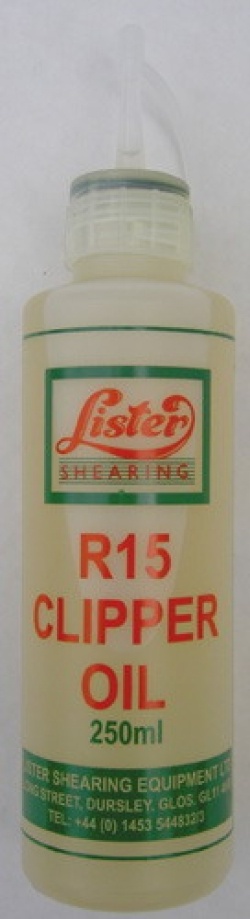 Lister
SHEARING
R15
CLIPPER
OIL
250ml
LISTER SHEARING EQUIPMENT LTD
LONG STREET, DURSLEY. GLOS. GL11
TEL: +44 (0) 1453 544832/3